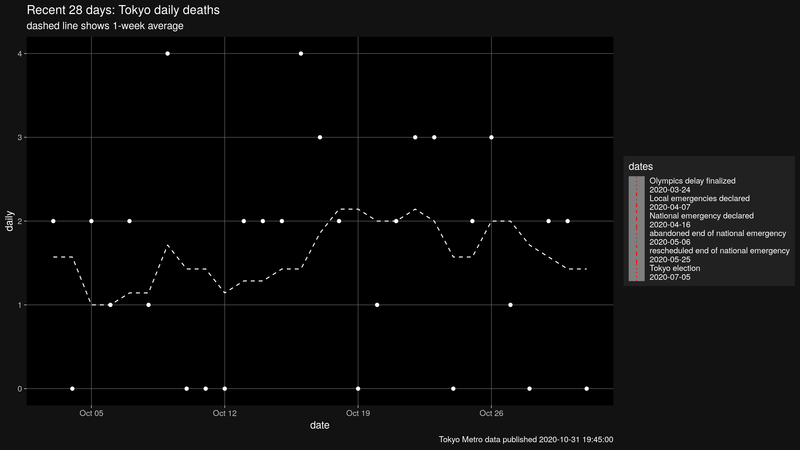 Recent 28 days: Tokyo daily deaths
dashed line shows 1-week average
4
3
2
1
0
daily
Oct 05
Oct 12
Oct 19
Oct 26
date
dates
Olympics delay finalized
2020-03-24
Local emergencies declared
2020-04-07
National emergency declared
2020-04-16
abandoned end of national emergency
2020-05-06
rescheduled end of national emergency
2020-05-25
Tokyo election
2020-07-05
Tokyo Metro data published 2020-10-31 19:45:00